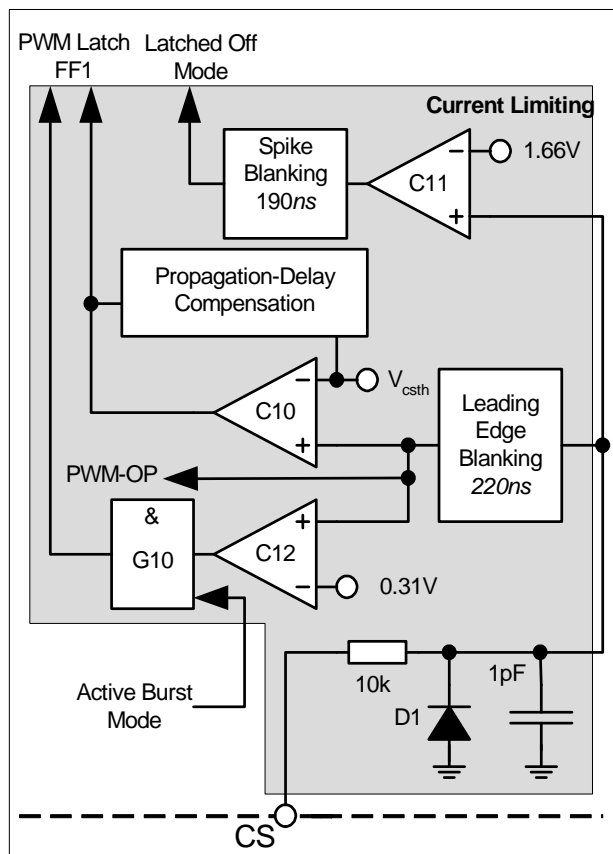 PWM Latch
FF1
Latched Off
Mode
Current Limiting
Spike
Blanking
190ns
C11
1.66V
Propagation-Delay
Compensation
C10
Vcsth
Leading
Edge
Blanking
220ns
PWM-OP
&
G10
C12
0.31V
Active Burst
Mode
10k
1pF
D1
CS